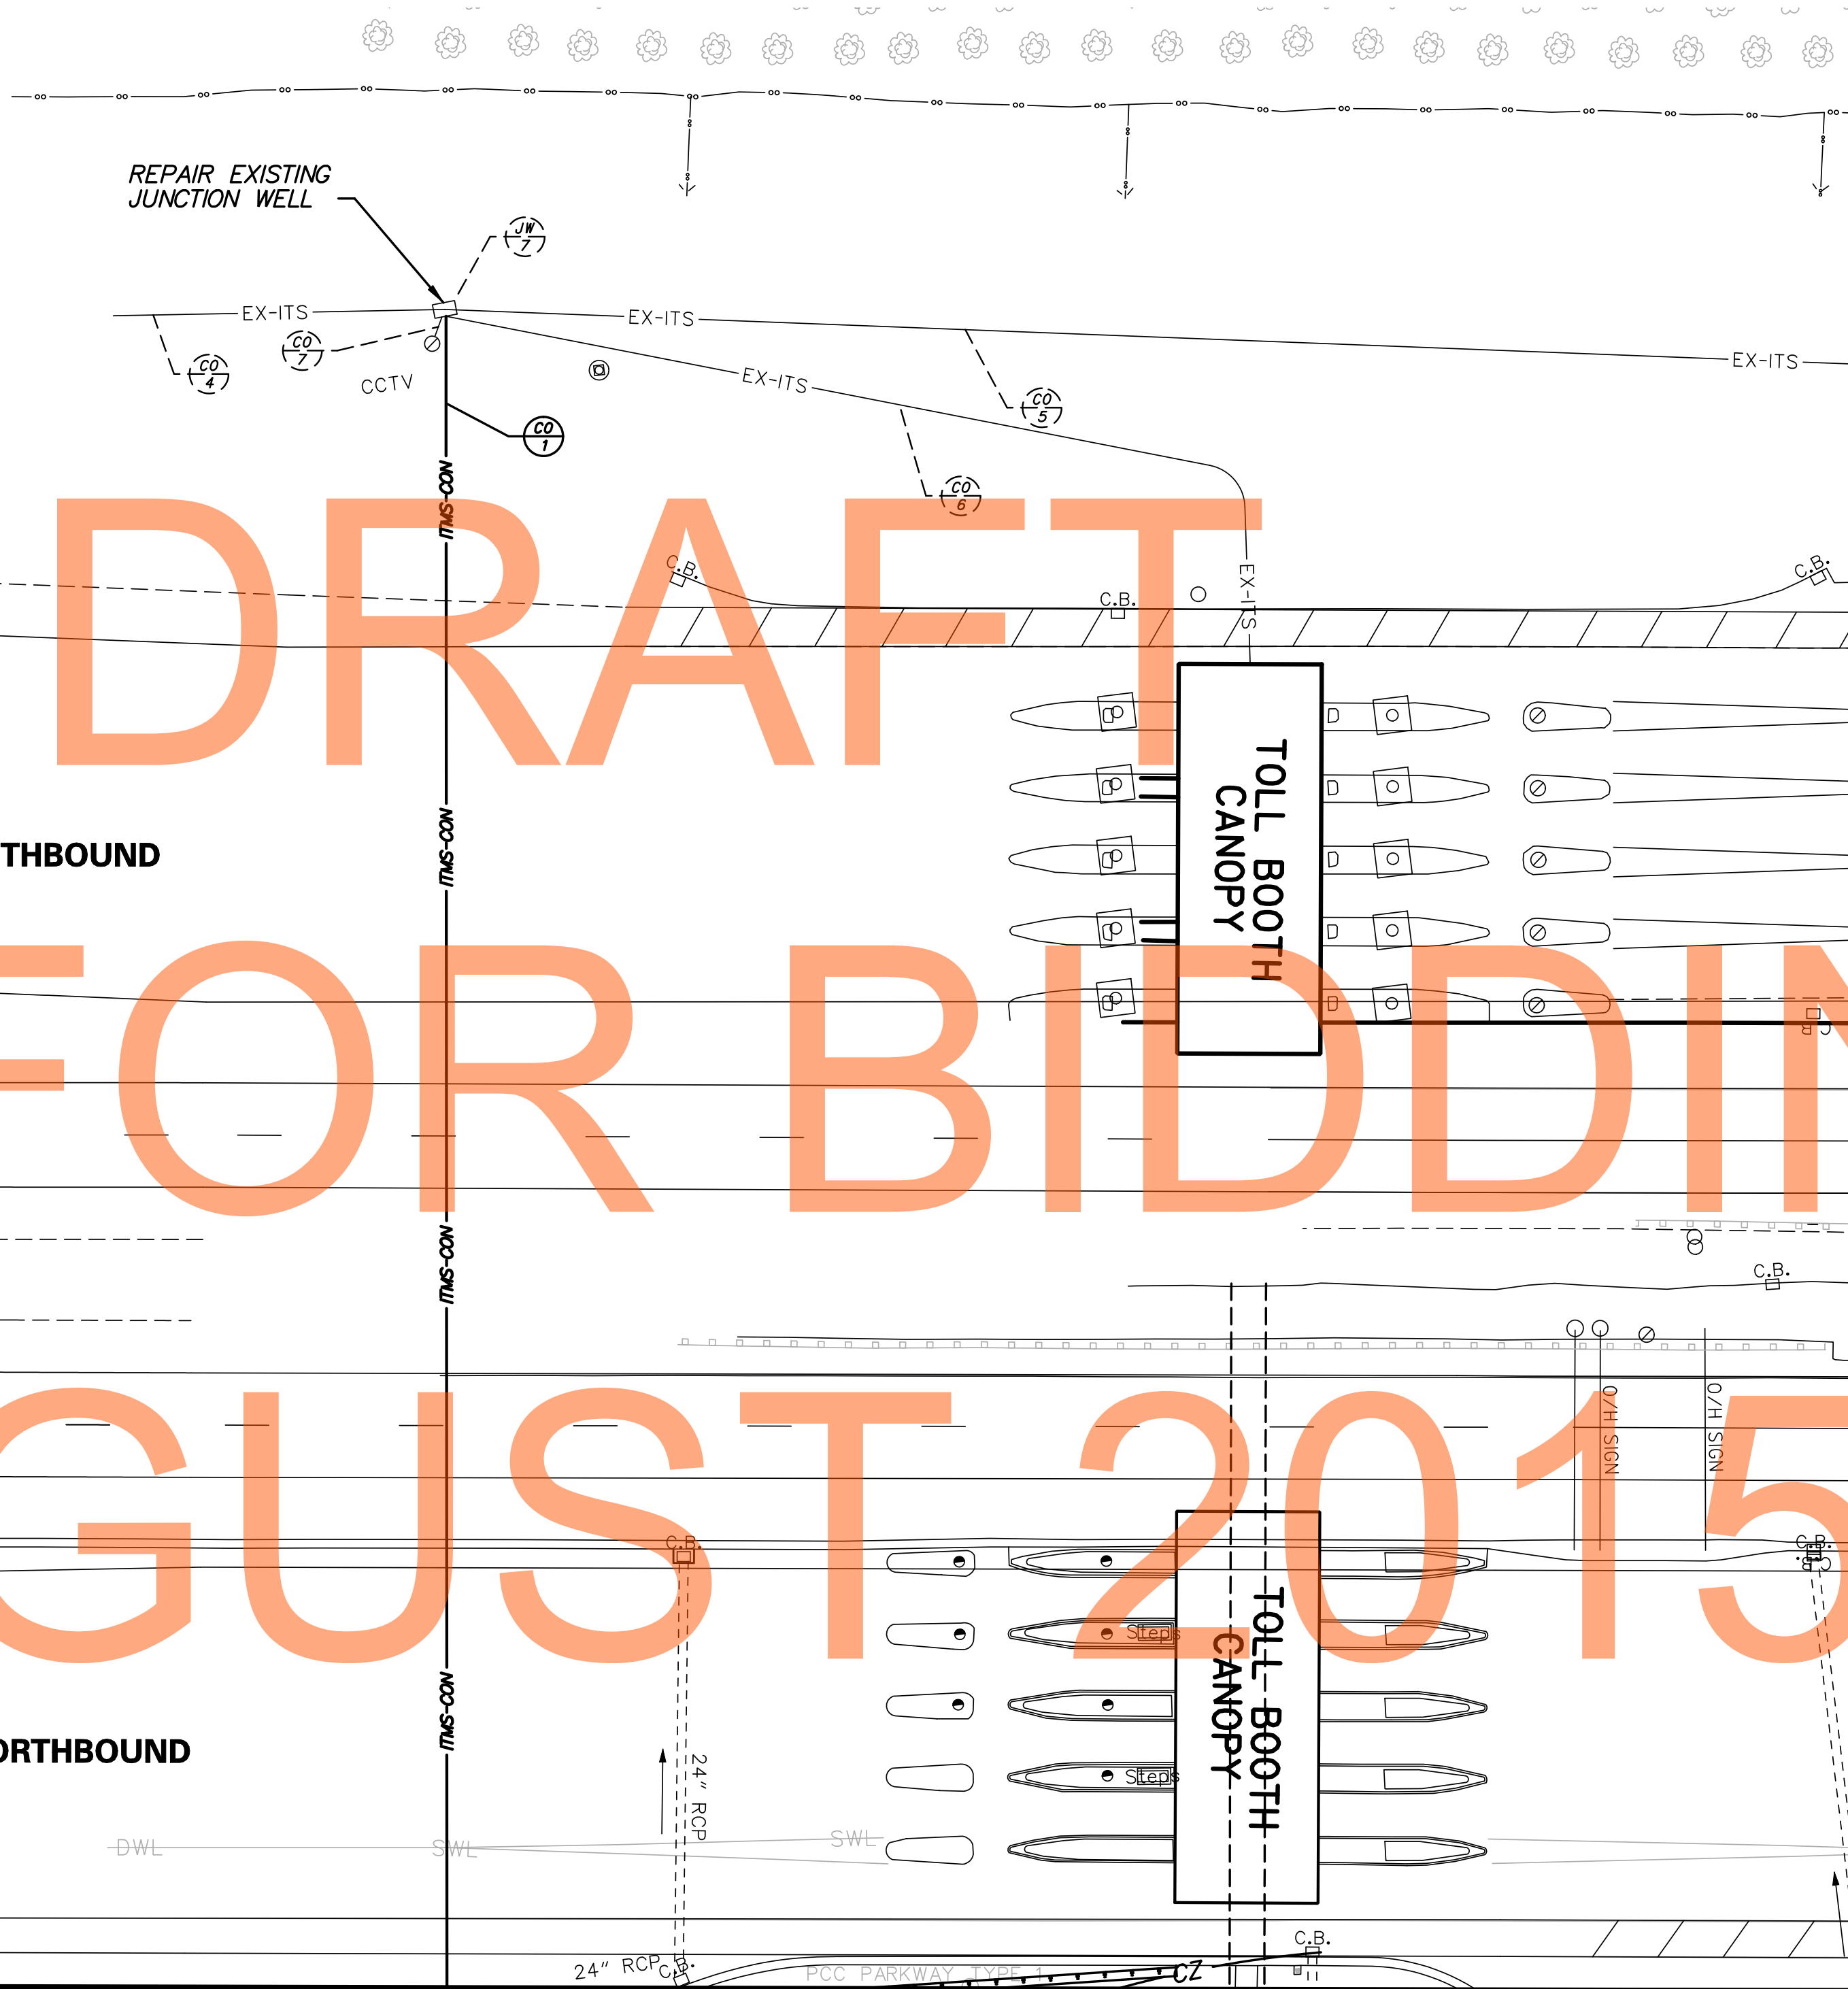 REPAIR EXISTING
JUNCTION WELL
JW
7
EX-ITS
EX-ITS
EX-ITS
EX-ITS
CO
7
CO
4
CCTV
CO
5
CO
1
CO
6
ITMS-CON
DRAFT
C.B.
C.B.
C.B.
EX-ITS
TOLL BOOTH
CANOPY
ITMS-CON
THBOUND
FOR BIDDIN
C.B.
ITMS-CON
C.B.
O/H SIGN
O/H SIGN
GUST 2015
C.B.
C.B.
C.B.
Steps
TOLL BOOTH
CANOPY
ITMS-CON
ORTHBOUND
Steps
24" RCP
DWL
SWL
SWL
C.B.
24" RCP
C.B.
PCC PARKWAY TYPE 1
CZ